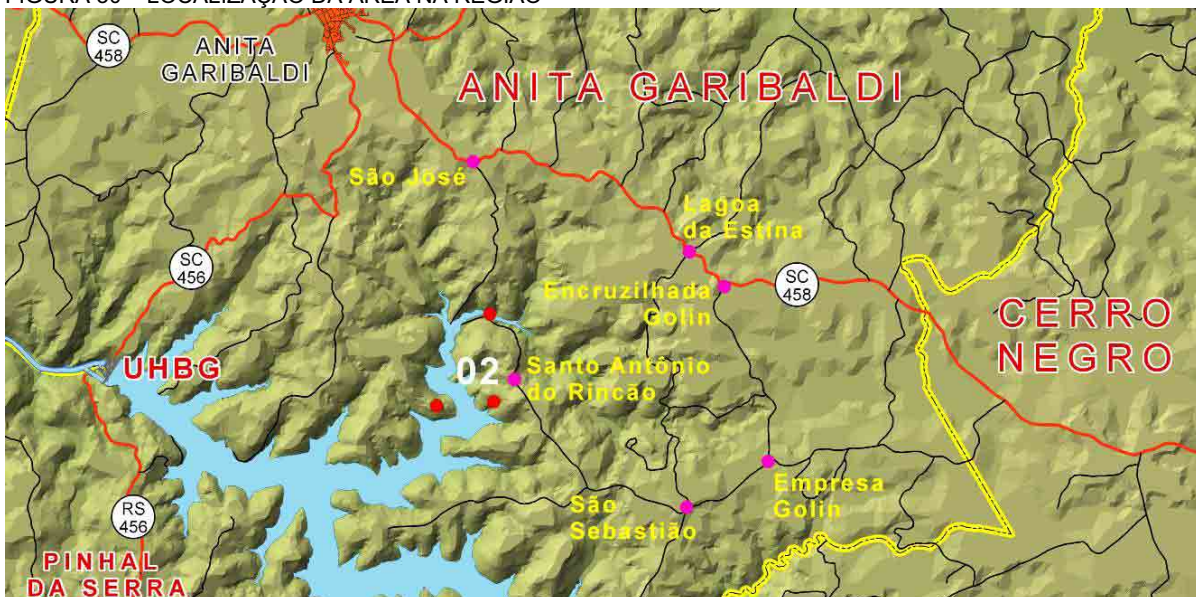 SC
458
ANITA
GARIBALDI
ANITA GARIBALDI
São José
Lagoa
da Estina
SC
456
Encruzilhada
Golin
SC
458
CERRO
NEGRO
UHBG
02
Santo Antônio
do Rincão
RS
456
São
Sebastião
Empresa
Golin
PINHAL
DA SERRA